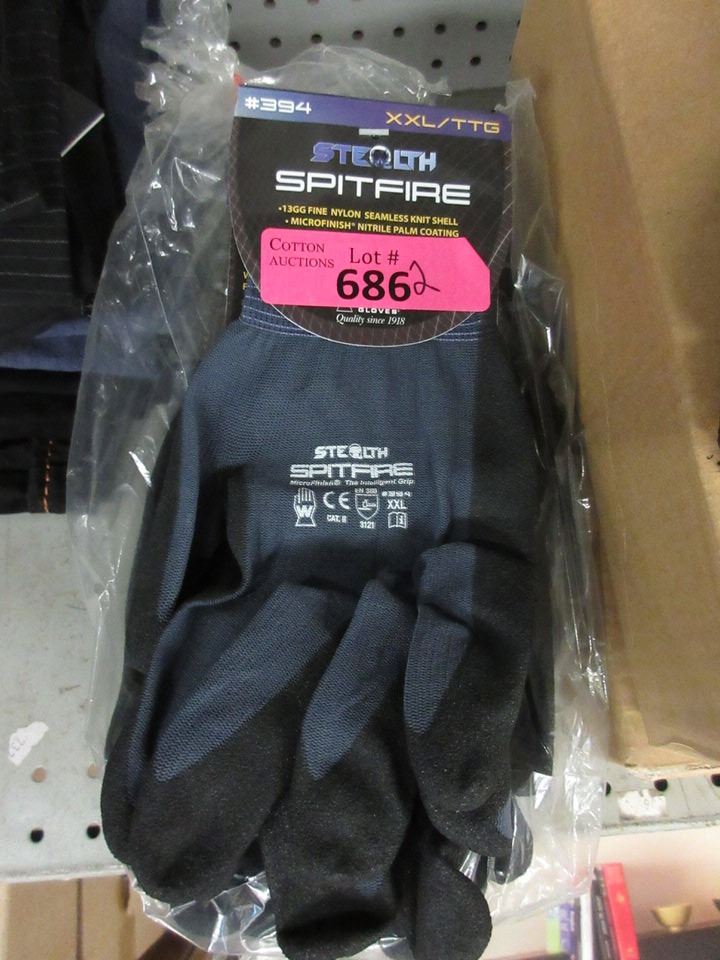 #394
XXL/TTG
STEALTH
SPITFIRE
•13GG FINE NYLON SEAMLESS KNIT SHELL
• MICROFINISH® NITRILE PALM COATING
COTTON
AUCTIONS
Lot #
6862
GLOVES®
Quality since 1918
STEALTH
SPITFIRE
MicroFinish® The Intelligent Grip
W
CE
CAT. II
EN 388
3121
#394
XXL
i